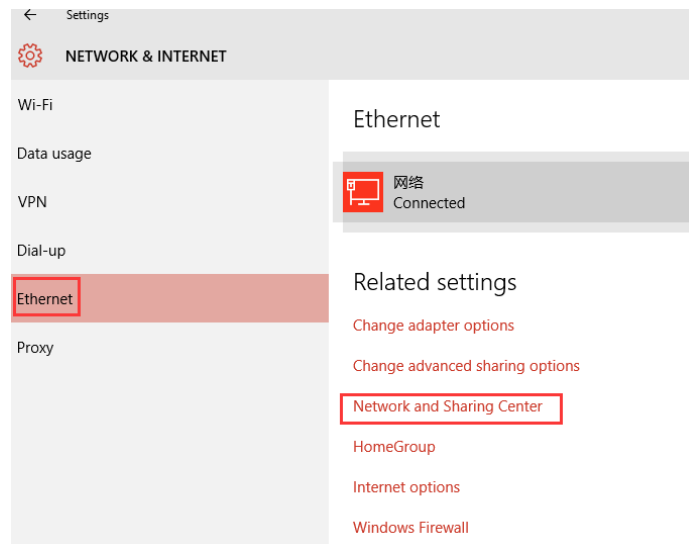 Settings
NETWORK & INTERNET
Wi-Fi
Data usage
VPN
Dial-up
Ethernet
Proxy
Ethernet
网络
Connected
Related settings
Change adapter options
Change advanced sharing options
Network and Sharing Center
HomeGroup
Internet options
Windows Firewall